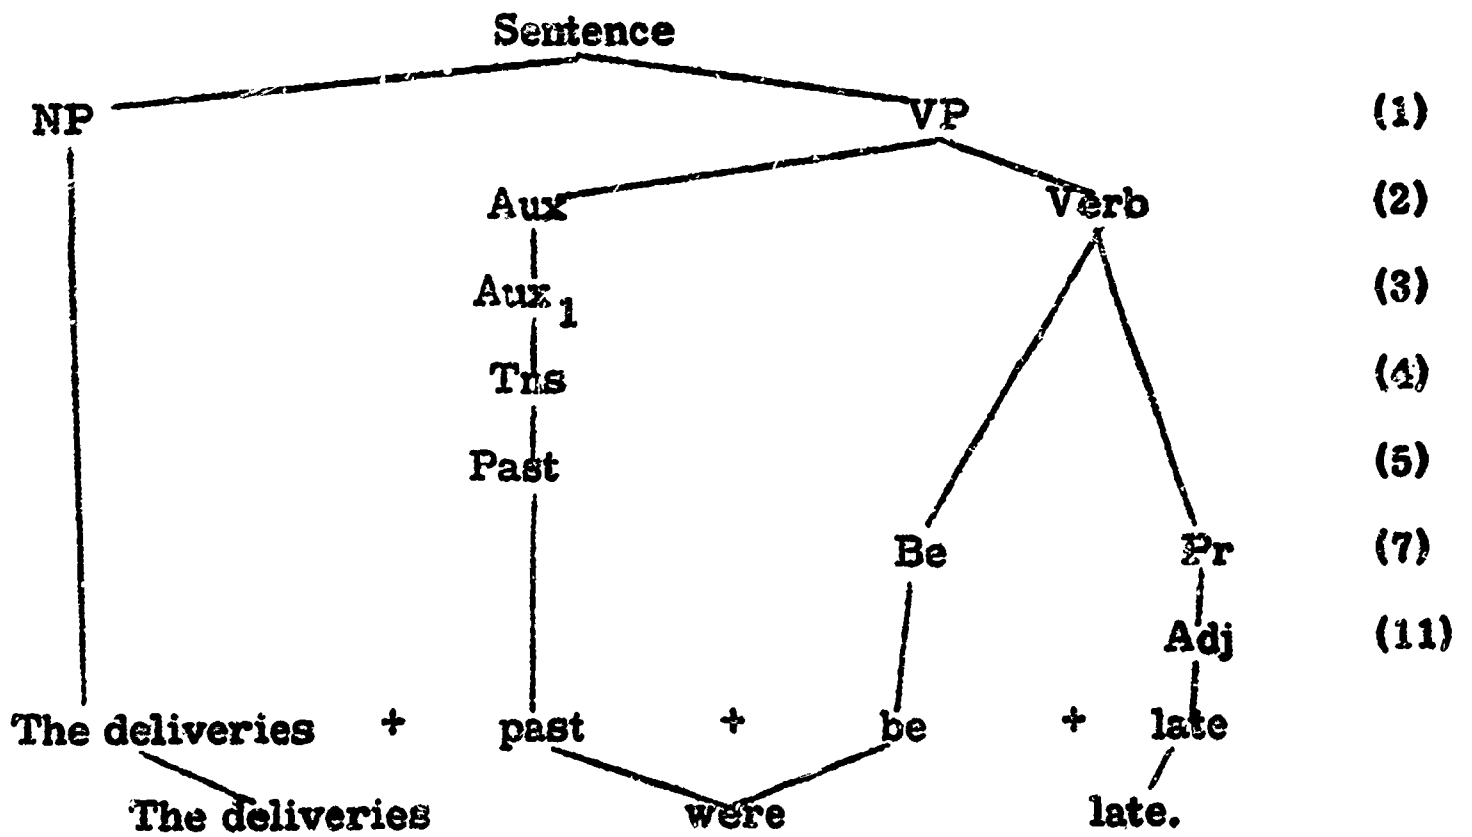 Sentence
NP VP (1)
Aux Verb (2)
Aux1 (3)
Tns (4)
Past (5)
Be Pr (7)
Adj (11)
The deliveries + past + be + late
The deliveries were late.